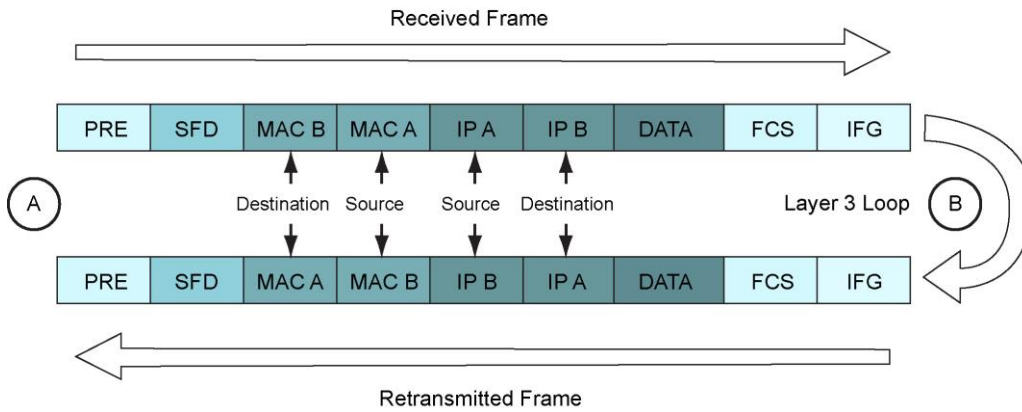 Received Frame
PRE SFD MAC B MAC A IP A IP B DATA FCS IFG
A Destination Source Source Destination Layer 3 Loop B
PRE SFD MAC A MAC B IP B IP A DATA FCS IFG
Retransmitted Frame